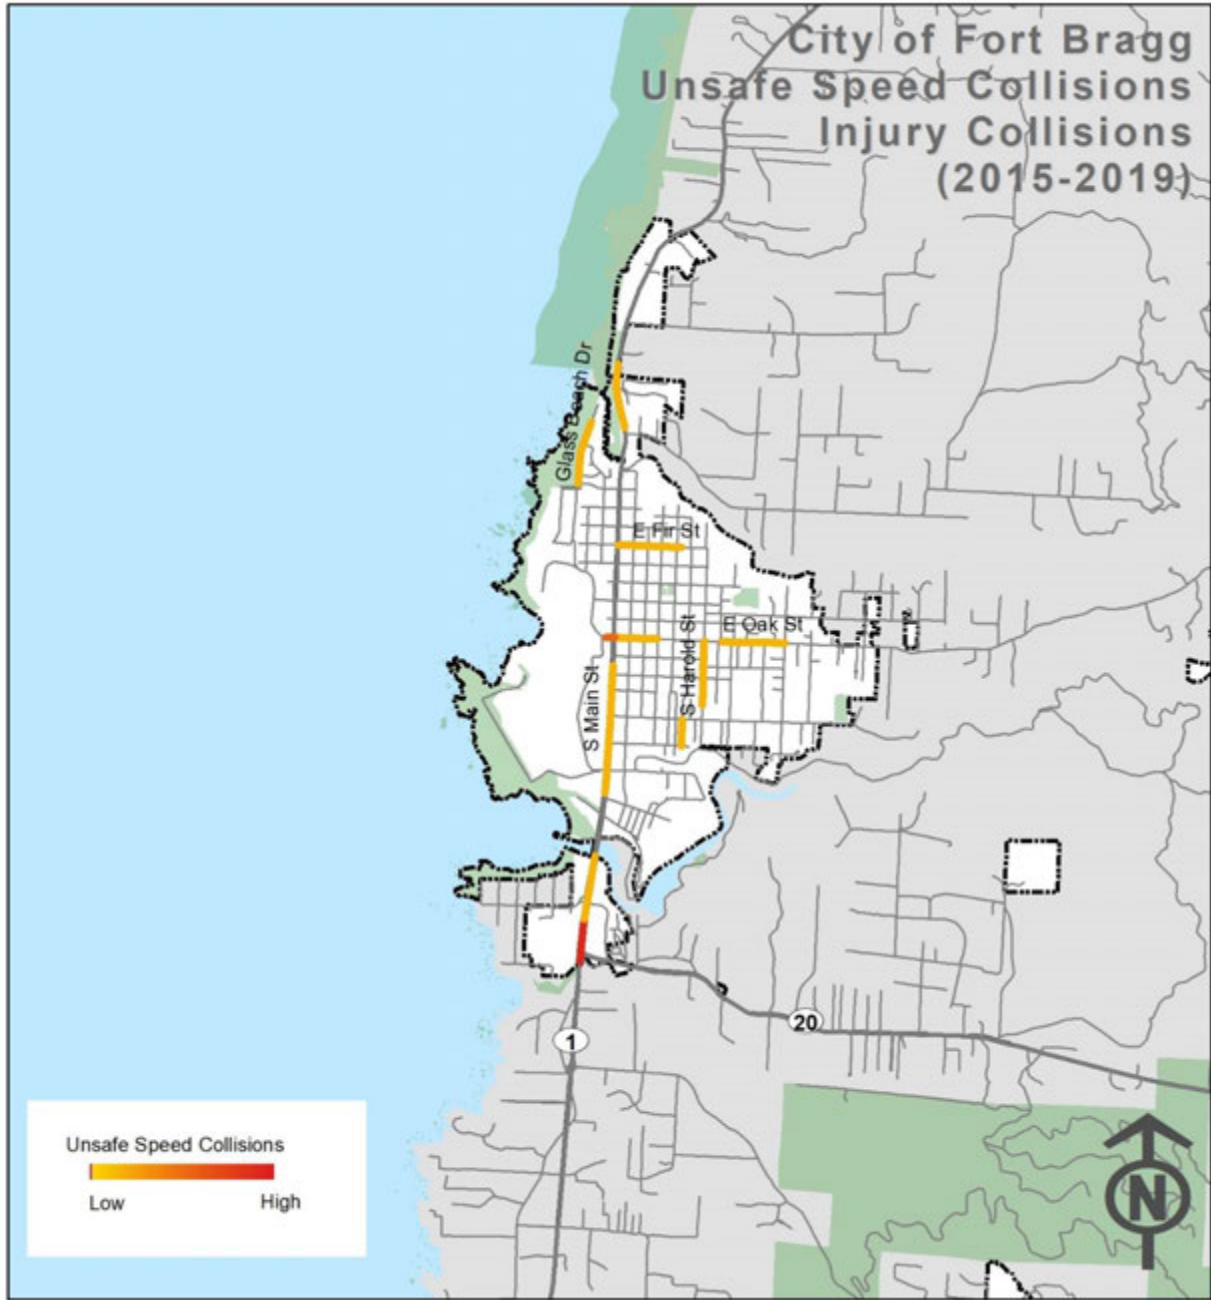 City of Fort Bragg
Unsafe Speed Collisions
Injury Collisions
(2015-2019)
Glass Beach Dr
E Fir St
E Oak St
S Harold St
S Main St
20
1
Unsafe Speed Collisions
Low
High
N